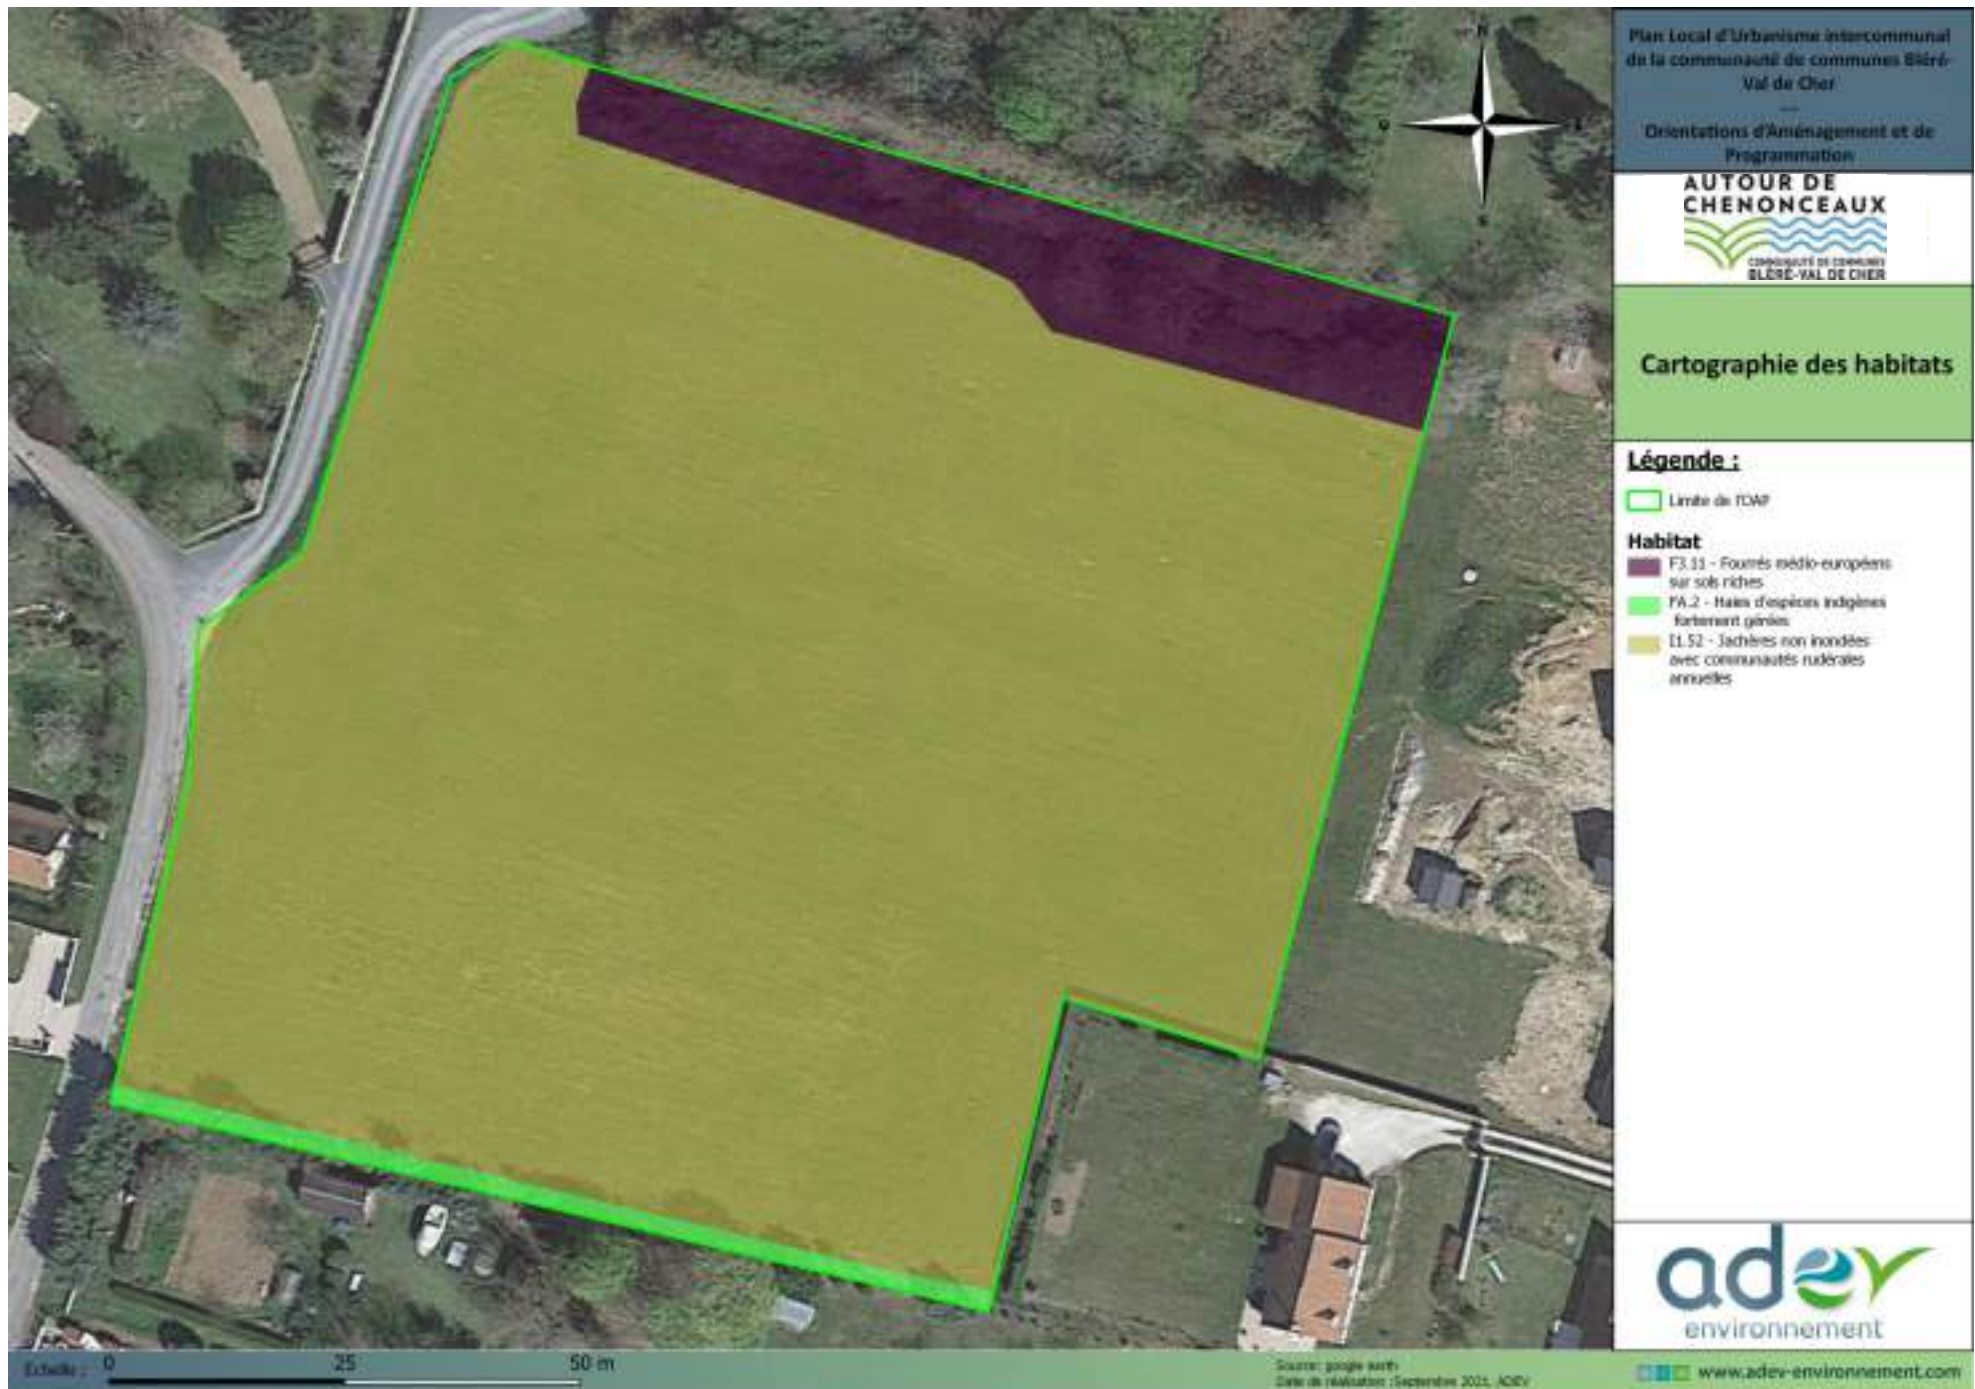 Plan Local d'Urbanisme intercommunal
de la communauté de communes Bléré-
Val de Cher
---
Orientations d'Aménagement et de
Programmation
AUTOUR DE
CHENONCEAUX
COMMUNAUTÉ DE COMMUNES
BLÉRÉ-VAL DE CHER
Cartographie des habitats
Légende :
Limite de l'OAP
Habitat
F3.11 - Fourrés médio-européens
sur sols riches
FA.2 - Haies d'espèces indigènes
fortement gérées
I1.52 - Jachères non inondées
avec communautés rudérales
annuelles
N
O
E
S
adev
environnement
Echelle :
0 25 50 m
Source: google earth
Date de réalisation :Septembre 2021, ADEV
www.adev-environnement.com